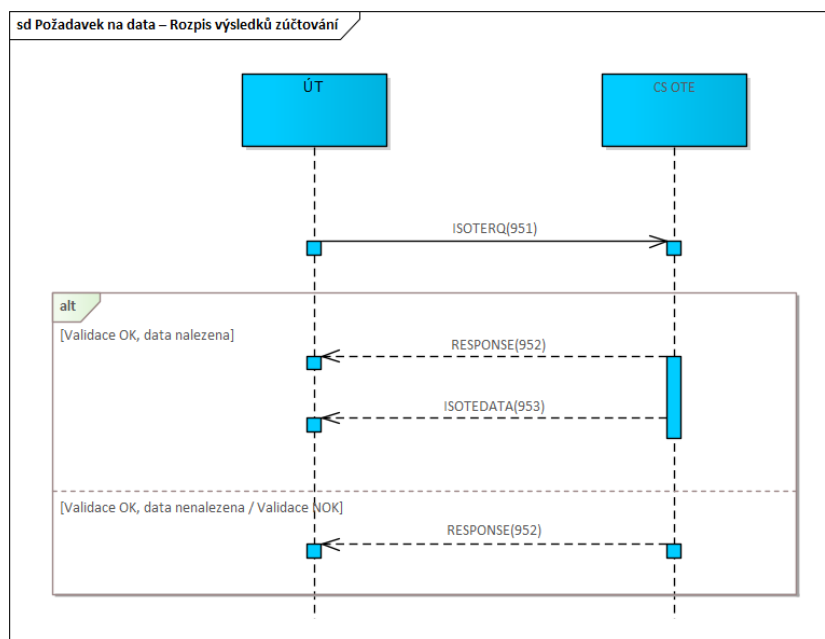 sd Požadavek na data – Rozpis výsledků zúčtování
ÚT
CS OTE
ISOTERQ(951)
alt
[Validace OK, data nalezena]
RESPONSE(952)
ISOTEDATA(953)
[Validace OK, data nenalezena / Validace NOK]
RESPONSE(952)